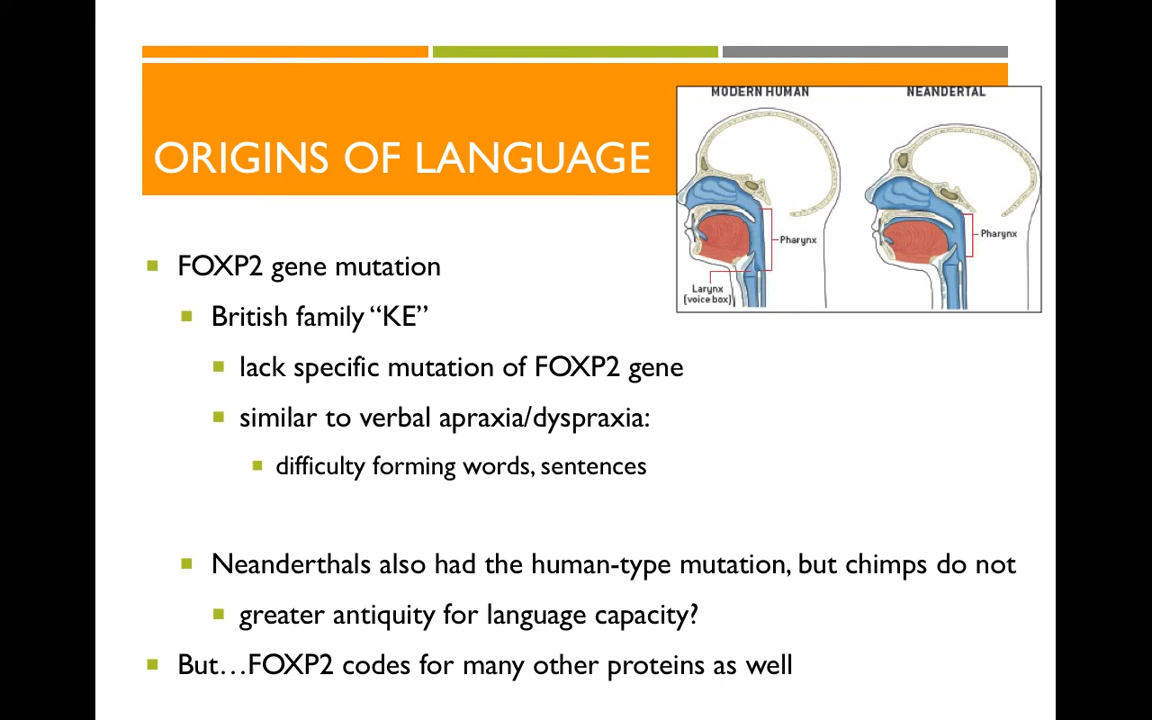 ORIGINS OF LANGUAGE
MODERN HUMAN
NEANDERTAL
Pharynx
Pharynx
Larynx
(voice box)
FOXP2 gene mutation
British family “KE”
lack specific mutation of FOXP2 gene
similar to verbal apraxia/dyspraxia:
difficulty forming words, sentences
Neanderthals also had the human-type mutation, but chimps do not
greater antiquity for language capacity?
But…FOXP2 codes for many other proteins as well